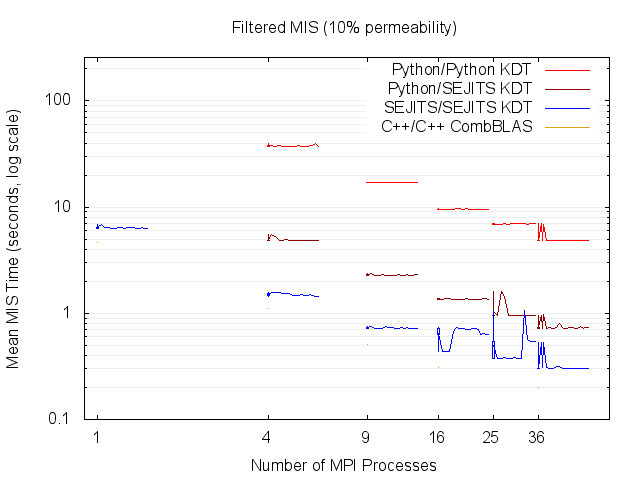 Filtered MIS (10% permeability)
Python/Python KDT
Python/SEJITS KDT
SEJITS/SEJITS KDT
C++/C++ CombBLAS
Mean MIS Time (seconds, log scale)
100
10
1
0.1
1 4 9 16 25 36
Number of MPI Processes